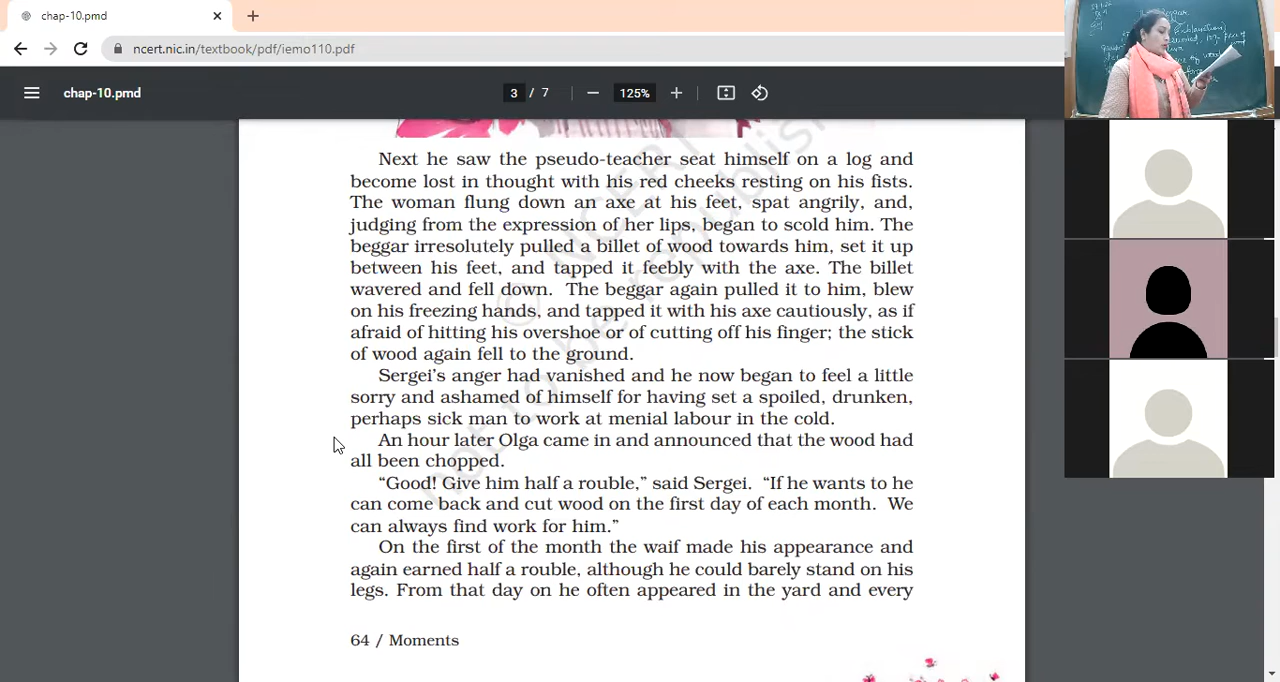 chap-10.pmd
ncert.nic.in/textbook/pdf/iemo110.pdf
chap-10.pmd
3 / 7
125%
Next he saw the pseudo-teacher seat himself on a log and
become lost in thought with his red cheeks resting on his fists.
The woman flung down an axe at his feet, spat angrily, and,
judging from the expression of her lips, began to scold him. The
beggar irresolutely pulled a billet of wood towards him, set it up
between his feet, and tapped it feebly with the axe. The billet
wavered and fell down. The beggar again pulled it to him, blew
on his freezing hands, and tapped it with his axe cautiously, as if
afraid of hitting his overshoe or of cutting off his finger; the stick
of wood again fell to the ground.
Sergei's anger had vanished and he now began to feel a little
sorry and ashamed of himself for having set a spoiled, drunken,
perhaps sick man to work at menial labour in the cold.
An hour later Olga came in and announced that the wood had
all been chopped.
“Good! Give him half a rouble,” said Sergei. “If he wants to he
can come back and cut wood on the first day of each month. We
can always find work for him.”
On the first of the month the waif made his appearance and
again earned half a rouble, although he could barely stand on his
legs. From that day on he often appeared in the yard and every
64 / Moments
© NCERT
not to be republish
Beggar